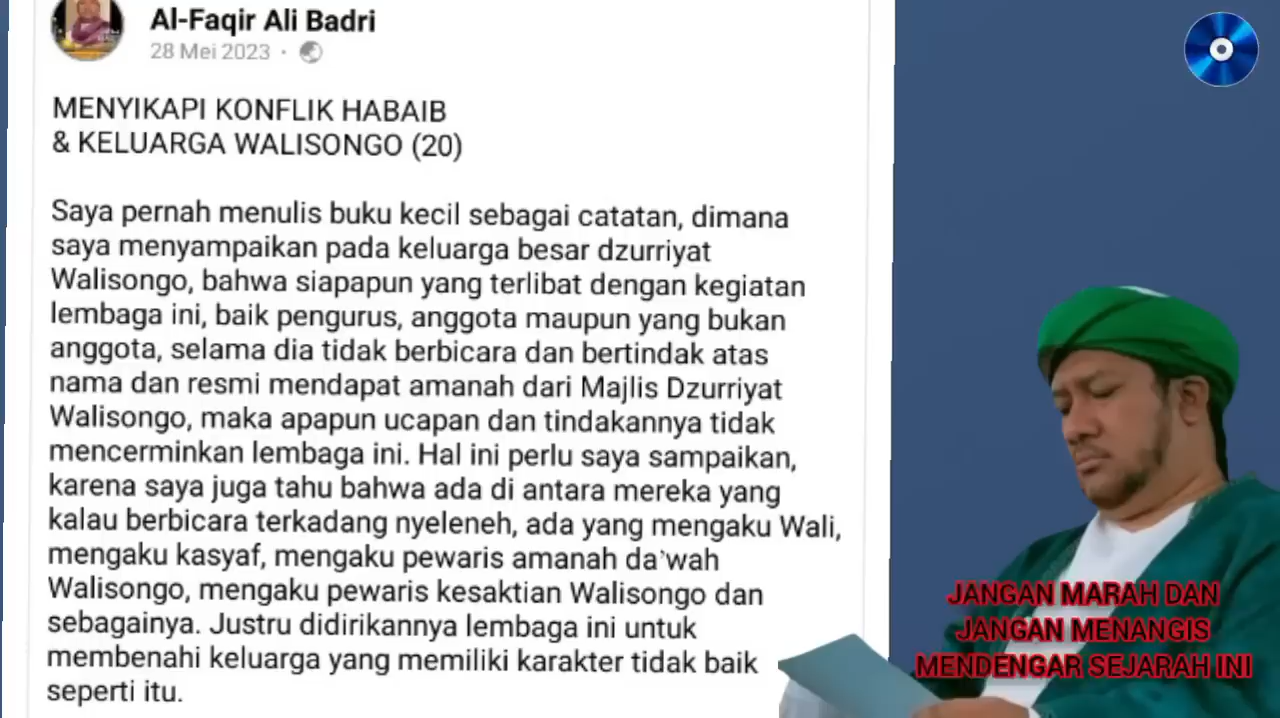 Al-Faqir Ali Badri
28 Mei 2023 ·
MENYIKAPI KONFLIK HABAIB
& KELUARGA WALISONGO (20)
Saya pernah menulis buku kecil sebagai catatan, dimana
saya menyampaikan pada keluarga besar dzurriyat
Walisongo, bahwa siapapun yang terlibat dengan kegiatan
lembaga ini, baik pengurus, anggota maupun yang bukan
anggota, selama dia tidak berbicara dan bertindak atas
nama dan resmi mendapat amanah dari Majlis Dzurriyat
Walisongo, maka apapun ucapan dan tindakannya tidak
mencerminkan lembaga ini. Hal ini perlu saya sampaikan,
karena saya juga tahu bahwa ada di antara mereka yang
kalau berbicara terkadang nyeleneh, ada yang mengaku Wali,
mengaku kasyaf, mengaku pewaris amanah da'wah
Walisongo, mengaku pewaris kesaktian Walisongo dan
sebagainya. Justru didirikannya lembaga ini untuk
membenahi keluarga yang memiliki karakter tidak baik
seperti itu.
JANGAN MARAH DAN
JANGAN MENANGIS
MENDENGAR SEJARAH INI